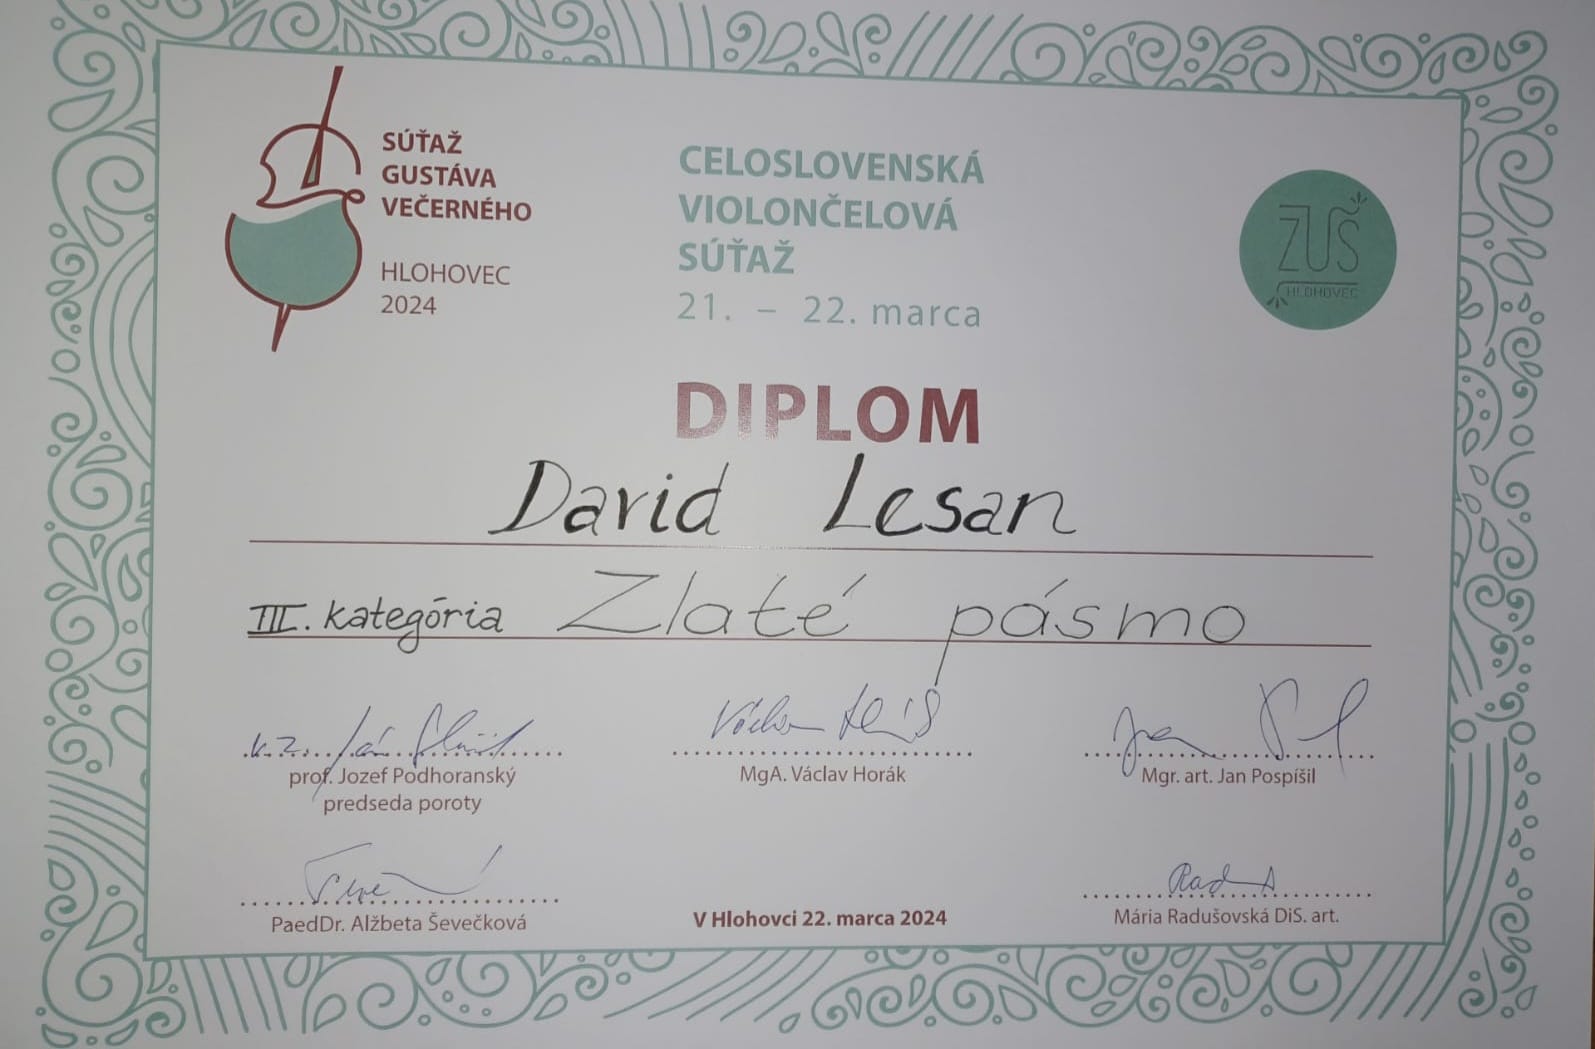 SÚŤAŽ
GUSTÁVA
VEČERNÉHO
HLOHOVEC
2024
CELOSLOVENSKÁ
VIOLONČELOVÁ
SÚŤAŽ
21. – 22. marca
ZUŠ
HLOHOVEC
DIPLOM
David Lesan
III. kategória Zlaté pásmo
prof. Jozef Podhoranský
predseda poroty
MgA. Václav Horák
Mgr. art. Jan Pospíšil
PaedDr. Alžbeta Ševečková
V Hlohovci 22. marca 2024
Mária Radušovská DiS. art.